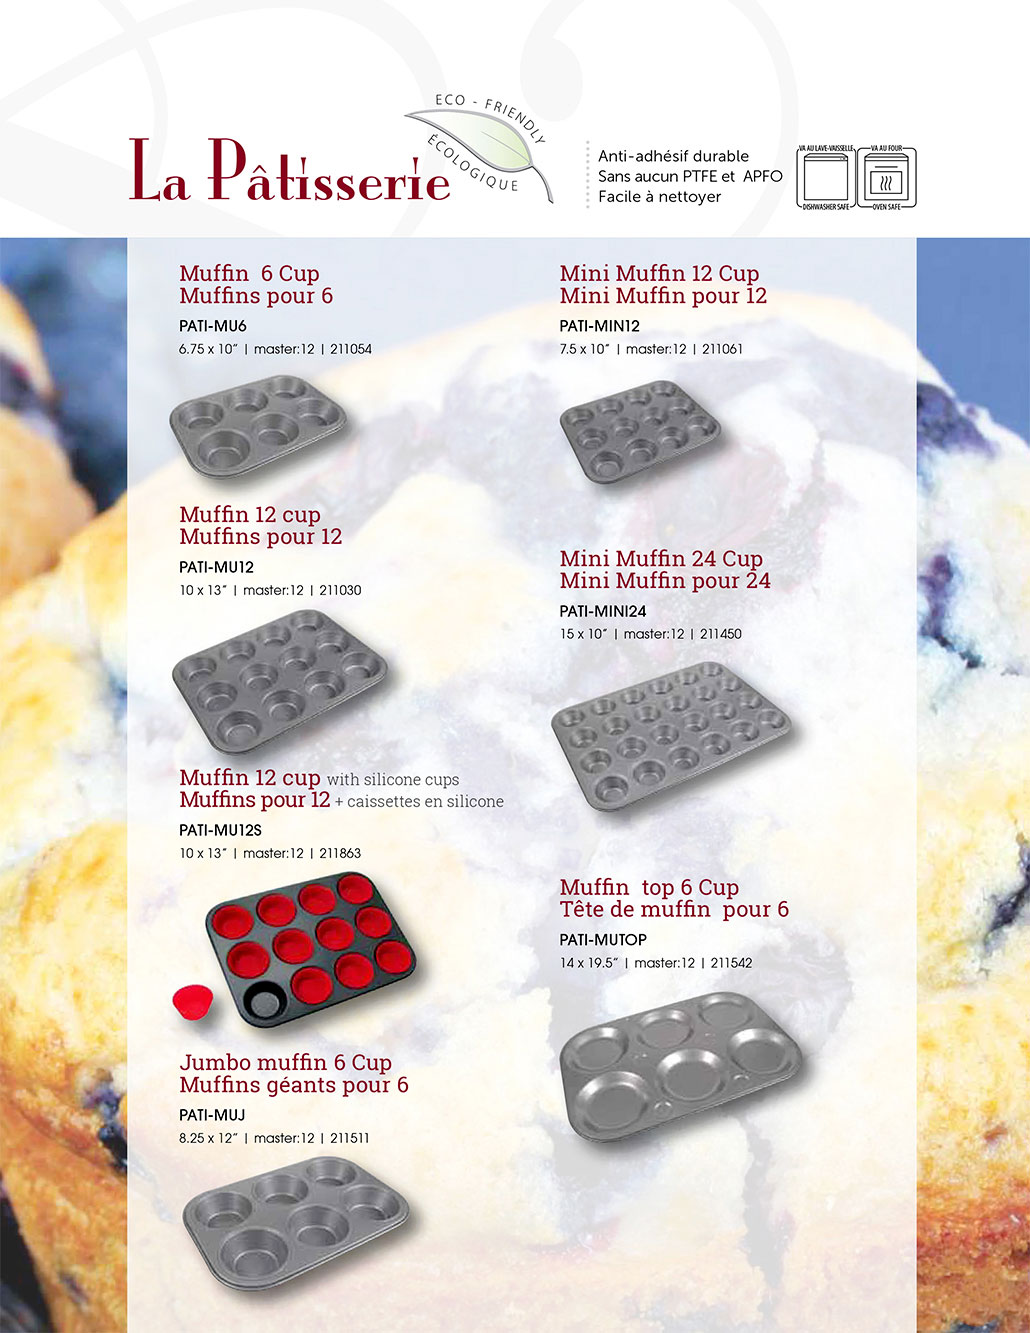 ECO - FRIENDLY
ÉCOLOGIQUE
La Pâtisserie
Anti-adhésif durable
Sans aucun PTFE et APFO
Facile à nettoyer
VA AU LAVE-VAISSELLE
DISHWASHER SAFE
VA AU FOUR
OVEN SAFE
Muffin 6 Cup
Muffins pour 6
PATI-MU6
6.75 x 10” | master:12 | 211054
Muffin 12 cup
Muffins pour 12
PATI-MU12
10 x 13” | master:12 | 211030
Muffin 12 cup with silicone cups
Muffins pour 12 + caissettes en silicone
PATI-MU12S
10 x 13” | master:12 | 211863
Jumbo muffin 6 Cup
Muffins géants pour 6
PATI-MUJ
8.25 x 12” | master:12 | 211511
Mini Muffin 12 Cup
Mini Muffin pour 12
PATI-MIN12
7.5 x 10” | master:12 | 211061
Mini Muffin 24 Cup
Mini Muffin pour 24
PATI-MINI24
15 x 10” | master:12 | 211450
Muffin top 6 Cup
Tête de muffin pour 6
PATI-MUTOP
14 x 19.5” | master:12 | 211542